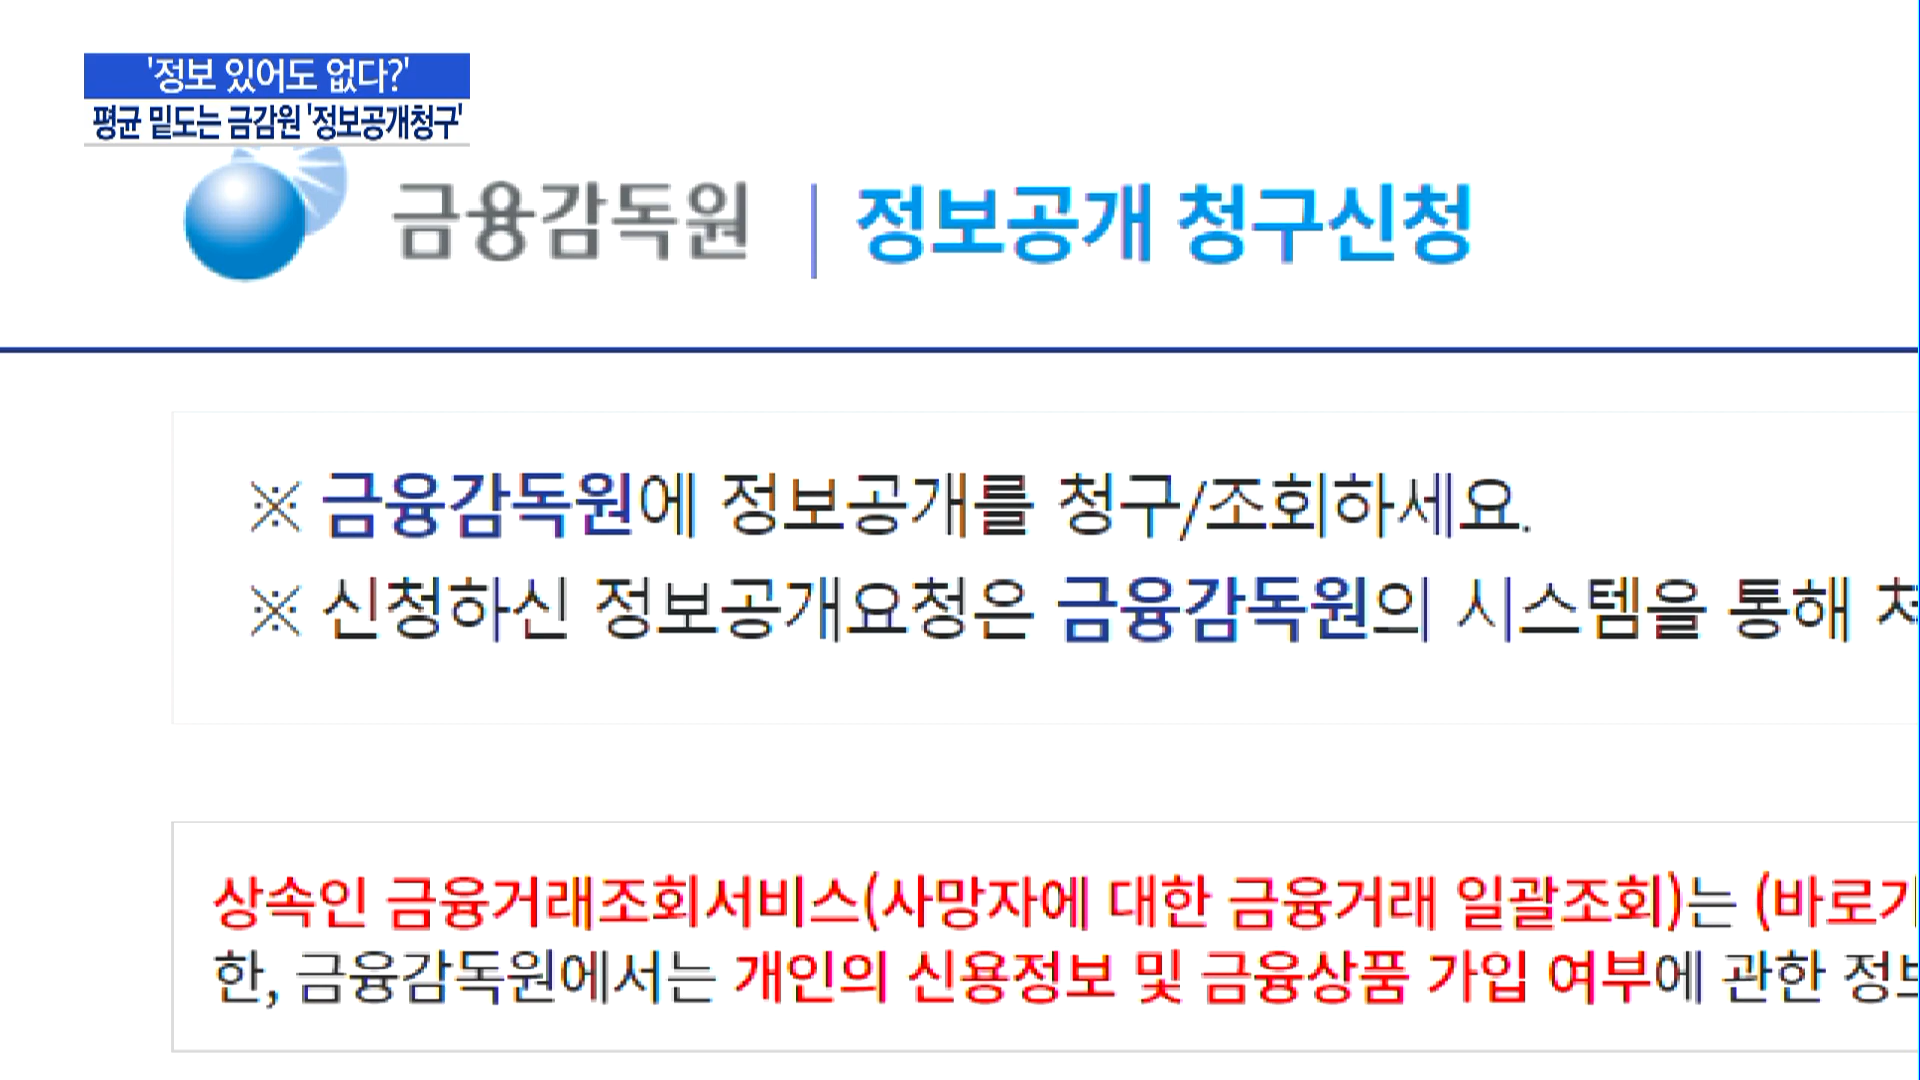 '정보 있어도 없다?'
평균 밑도는 금감원 '정보공개청구'
금융감독원 | 정보공개 청구신청
※ 금융감독원에 정보공개를 청구/조회하세요.
※ 신청하신 정보공개요청은 금융감독원의 시스템을 통해
상속인 금융거래조회서비스(사망자에 대한 금융거래 일괄조회)는 (바로가
한, 금융감독원에서는 개인의 신용정보 및 금융상품 가입 여부에 관한 정보